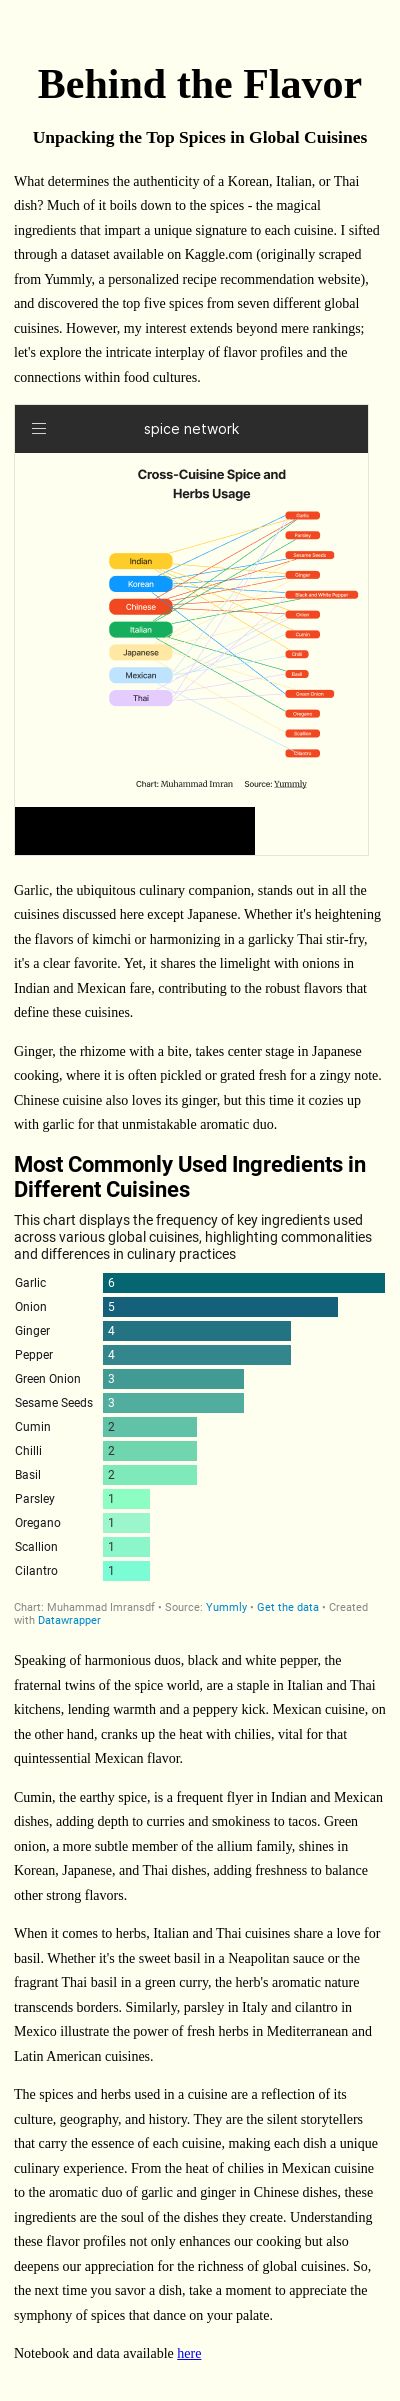 Behind the Flavor
Unpacking the Top Spices in Global Cuisines
What determines the authenticity of a Korean, Italian, or Thai
dish? Much of it boils down to the spices - the magical
ingredients that impart a unique signature to each cuisine. I sifted
through a dataset available on Kaggle.com (originally scraped
from Yummly, a personalized recipe recommendation website),
and discovered the top five spices from seven different global
cuisines. However, my interest extends beyond mere rankings;
let's explore the intricate interplay of flavor profiles and the
connections within food cultures.
spice network
Cross-Cuisine Spice and
Herbs Usage
Indian
Korean
Chinese
Italian
Japanese
Mexican
Thai
Garlic
Parsley
Sesame Seeds
Ginger
Black and White Pepper
Onion
Cumin
Chilli
Basil
Green Onion
Oregano
Scallion
Cilantro
Chart: Muhammad Imran Source: Yummly
Garlic, the ubiquitous culinary companion, stands out in all the
cuisines discussed here except Japanese. Whether it's heightening
the flavors of kimchi or harmonizing in a garlicky Thai stir-fry,
it's a clear favorite. Yet, it shares the limelight with onions in
Indian and Mexican fare, contributing to the robust flavors that
define these cuisines.
Ginger, the rhizome with a bite, takes center stage in Japanese
cooking, where it is often pickled or grated fresh for a zingy note.
Chinese cuisine also loves its ginger, but this time it cozies up
with garlic for that unmistakable aromatic duo.
Most Commonly Used Ingredients in
Different Cuisines
This chart displays the frequency of key ingredients used
across various global cuisines, highlighting commonalities
and differences in culinary practices
Garlic 6
Onion 5
Ginger 4
Pepper 4
Green Onion 3
Sesame Seeds 3
Cumin 2
Chilli 2
Basil 2
Parsley 1
Oregano 1
Scallion 1
Cilantro 1
Chart: Muhammad Imransdf • Source: Yummly • Get the data • Created
with Datawrapper
Speaking of harmonious duos, black and white pepper, the
fraternal twins of the spice world, are a staple in Italian and Thai
kitchens, lending warmth and a peppery kick. Mexican cuisine, on
the other hand, cranks up the heat with chilies, vital for that
quintessential Mexican flavor.
Cumin, the earthy spice, is a frequent flyer in Indian and Mexican
dishes, adding depth to curries and smokiness to tacos. Green
onion, a more subtle member of the allium family, shines in
Korean, Japanese, and Thai dishes, adding freshness to balance
other strong flavors.
When it comes to herbs, Italian and Thai cuisines share a love for
basil. Whether it's the sweet basil in a Neapolitan sauce or the
fragrant Thai basil in a green curry, the herb's aromatic nature
transcends borders. Similarly, parsley in Italy and cilantro in
Mexico illustrate the power of fresh herbs in Mediterranean and
Latin American cuisines.
The spices and herbs used in a cuisine are a reflection of its
culture, geography, and history. They are the silent storytellers
that carry the essence of each cuisine, making each dish a unique
culinary experience. From the heat of chilies in Mexican cuisine
to the aromatic duo of garlic and ginger in Chinese dishes, these
ingredients are the soul of the dishes they create. Understanding
these flavor profiles not only enhances our cooking but also
deepens our appreciation for the richness of global cuisines. So,
the next time you savor a dish, take a moment to appreciate the
symphony of spices that dance on your palate.
Notebook and data available here